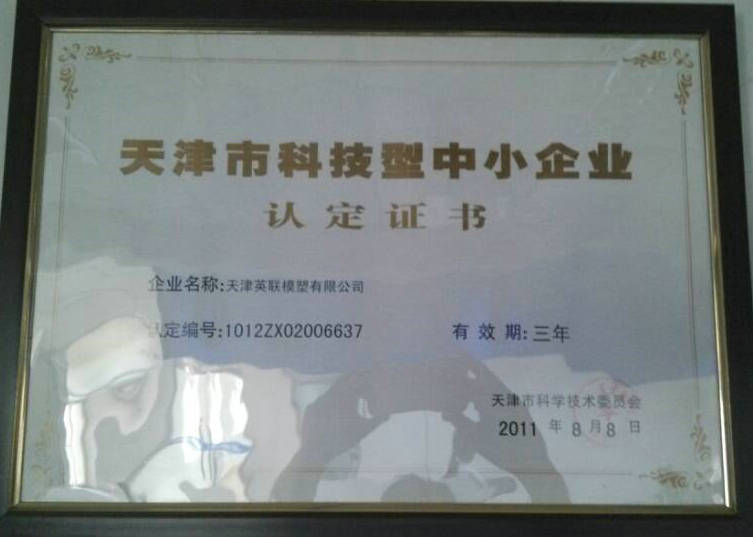 天津市科技型中小企业
认定证书
企业名称:天津英联模塑有限公司
认定编号:1012ZX02006637 有效期:三年
天津市科学技术委员会
2011年8月8日